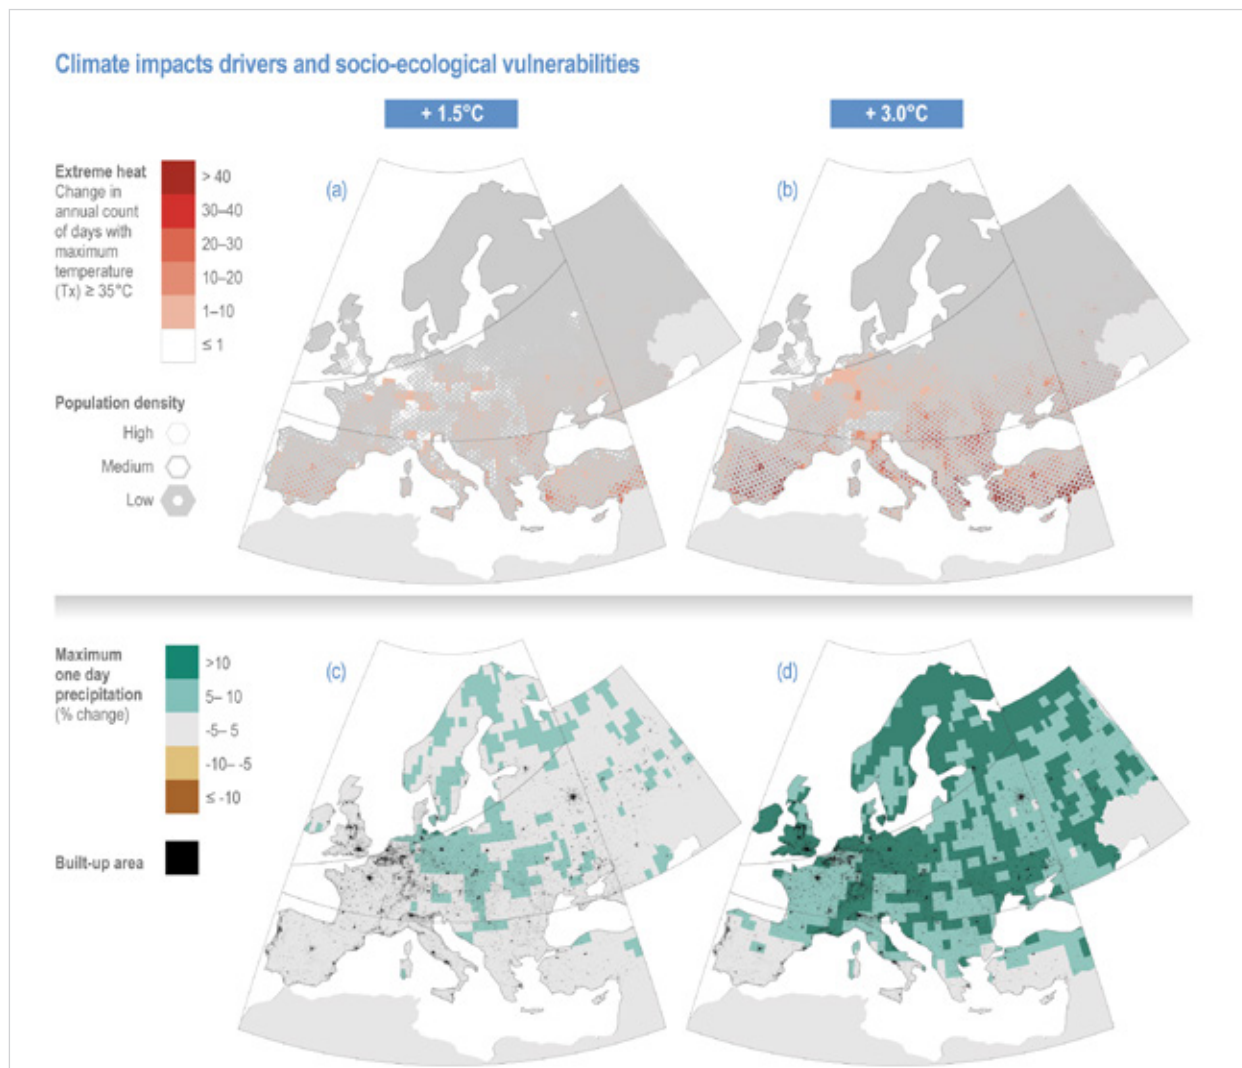 Climate impacts drivers and socio-ecological vulnerabilities
+ 1.5°C
+ 3.0°C
Extreme heat
Change in
annual count
of days with
maximum
temperature
(Tx) ≥ 35°C
> 40
30–40
20–30
10–20
1–10
≤ 1
Population density
High
Medium
Low
(a)
(b)
Maximum
one day
precipitation
(% change)
>10
5– 10
-5– 5
-10– -5
≤ -10
Built-up area
(c)
(d)